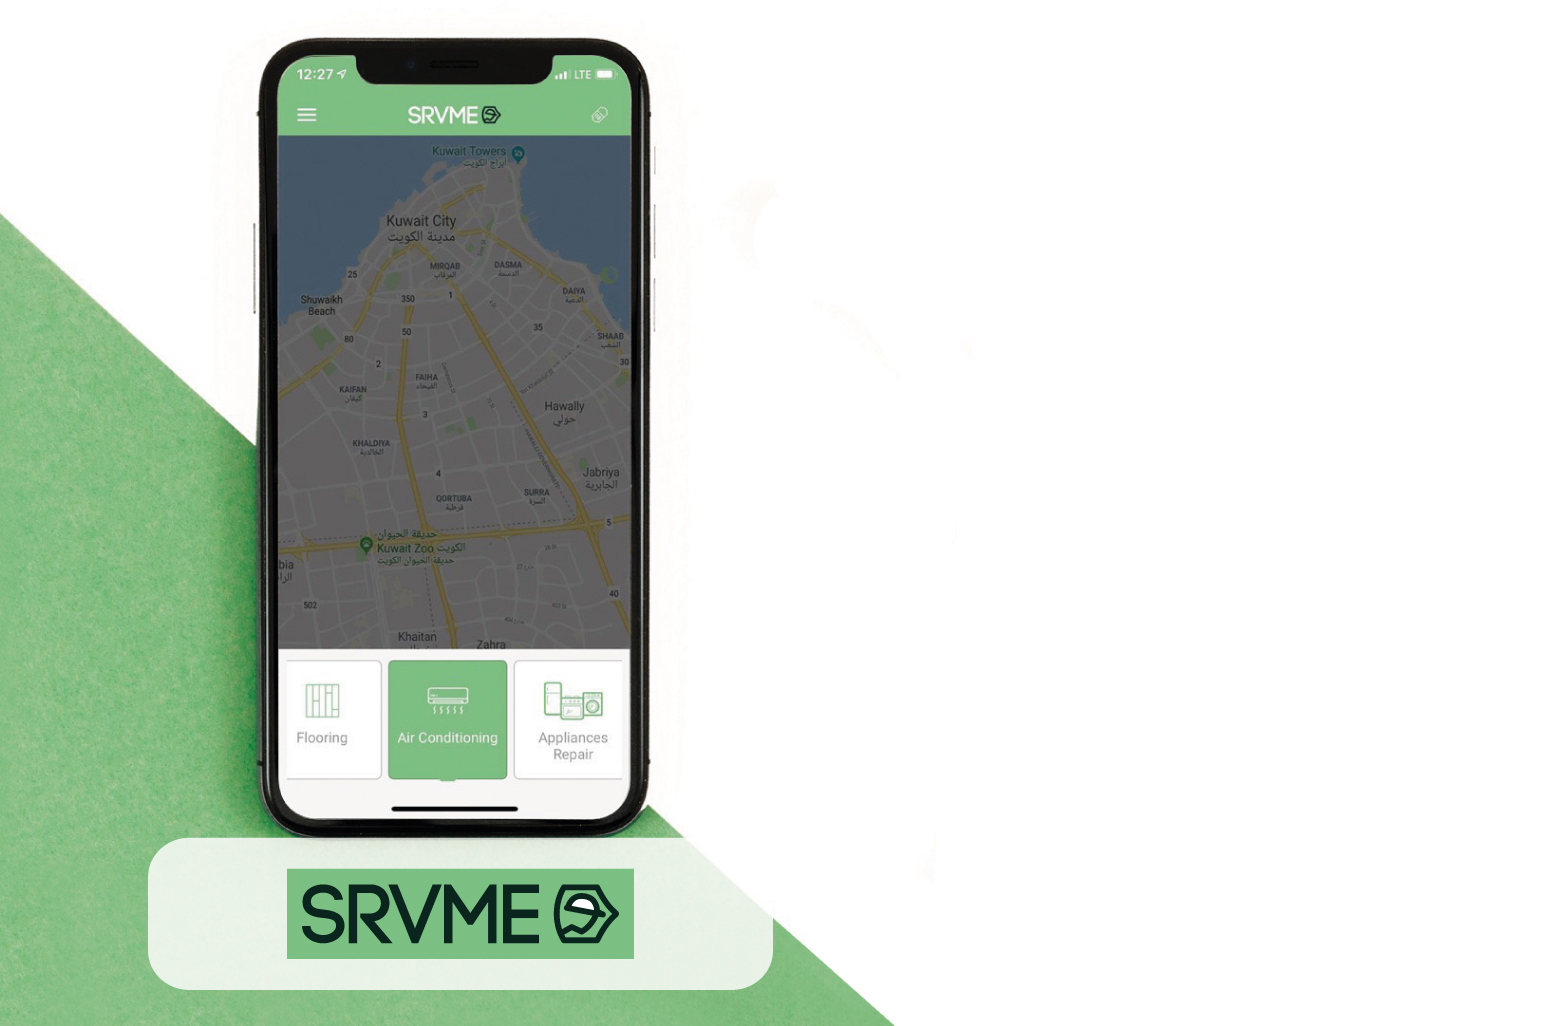 12:27
LTE
SRVME
Kuwait Towers
أبراج الكويت
Kuwait City
مدينة الكويت
MIRQAB
المرقاب
DASMA
الدسمة
25
DAIYA
الدعية
Shuwaikh
Beach
350
1
50
35
80
SHAAB
الشعب
2
30
FAIHA
الفيحاء
KAIFAN
كيفان
3
Hawally
حولي
KHALDIYA
الخالدية
4
Jabriya
الجابرية
QORTUBA
قرطبة
SURRA
السرة
5
حديقة الحيوان
Kuwait Zoo الكويت
حديقة الحيوان الكويت
bia
الرا
40
502
Khaitan
Zahra
Flooring
Air Conditioning
Appliances
Repair
SRVME